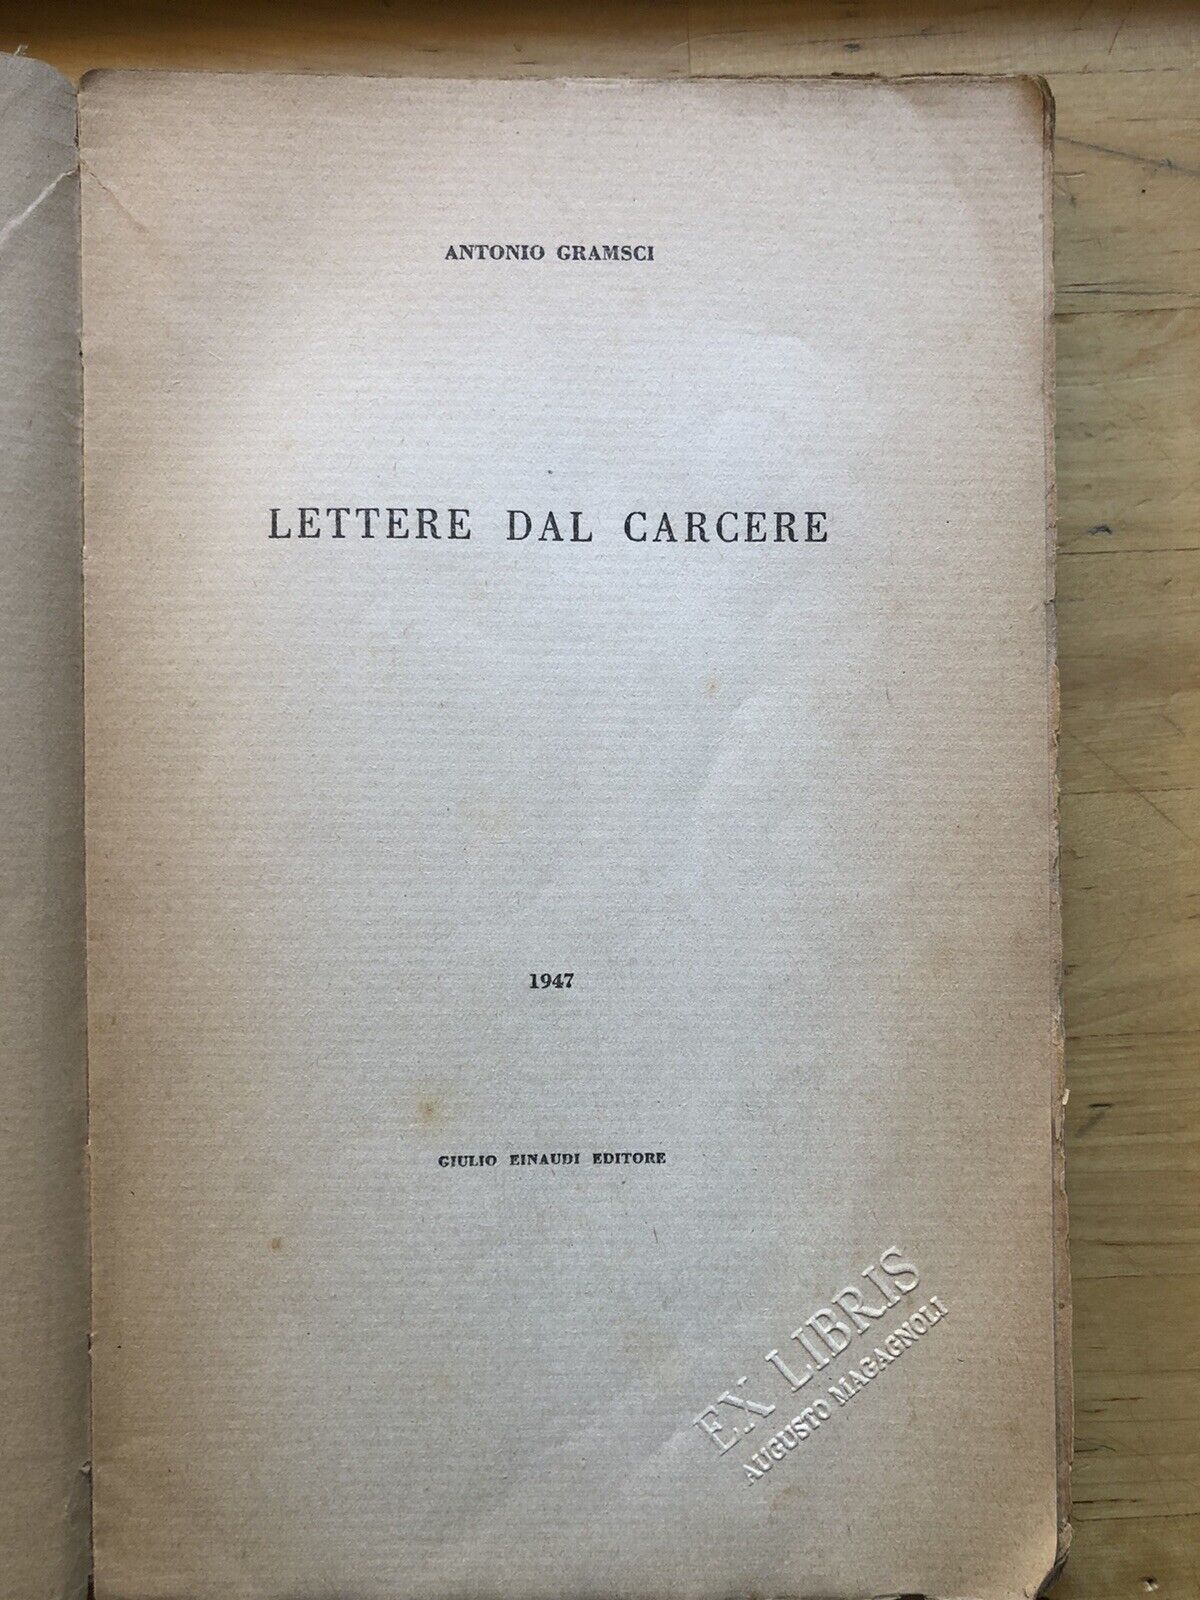 ANTONIO GRAMSCI
LETTERE DAL CARCERE
1947
GIULIO EINAUDI EDITORE
EX LIBRIS
AUGUSTO MAGAGNOLI